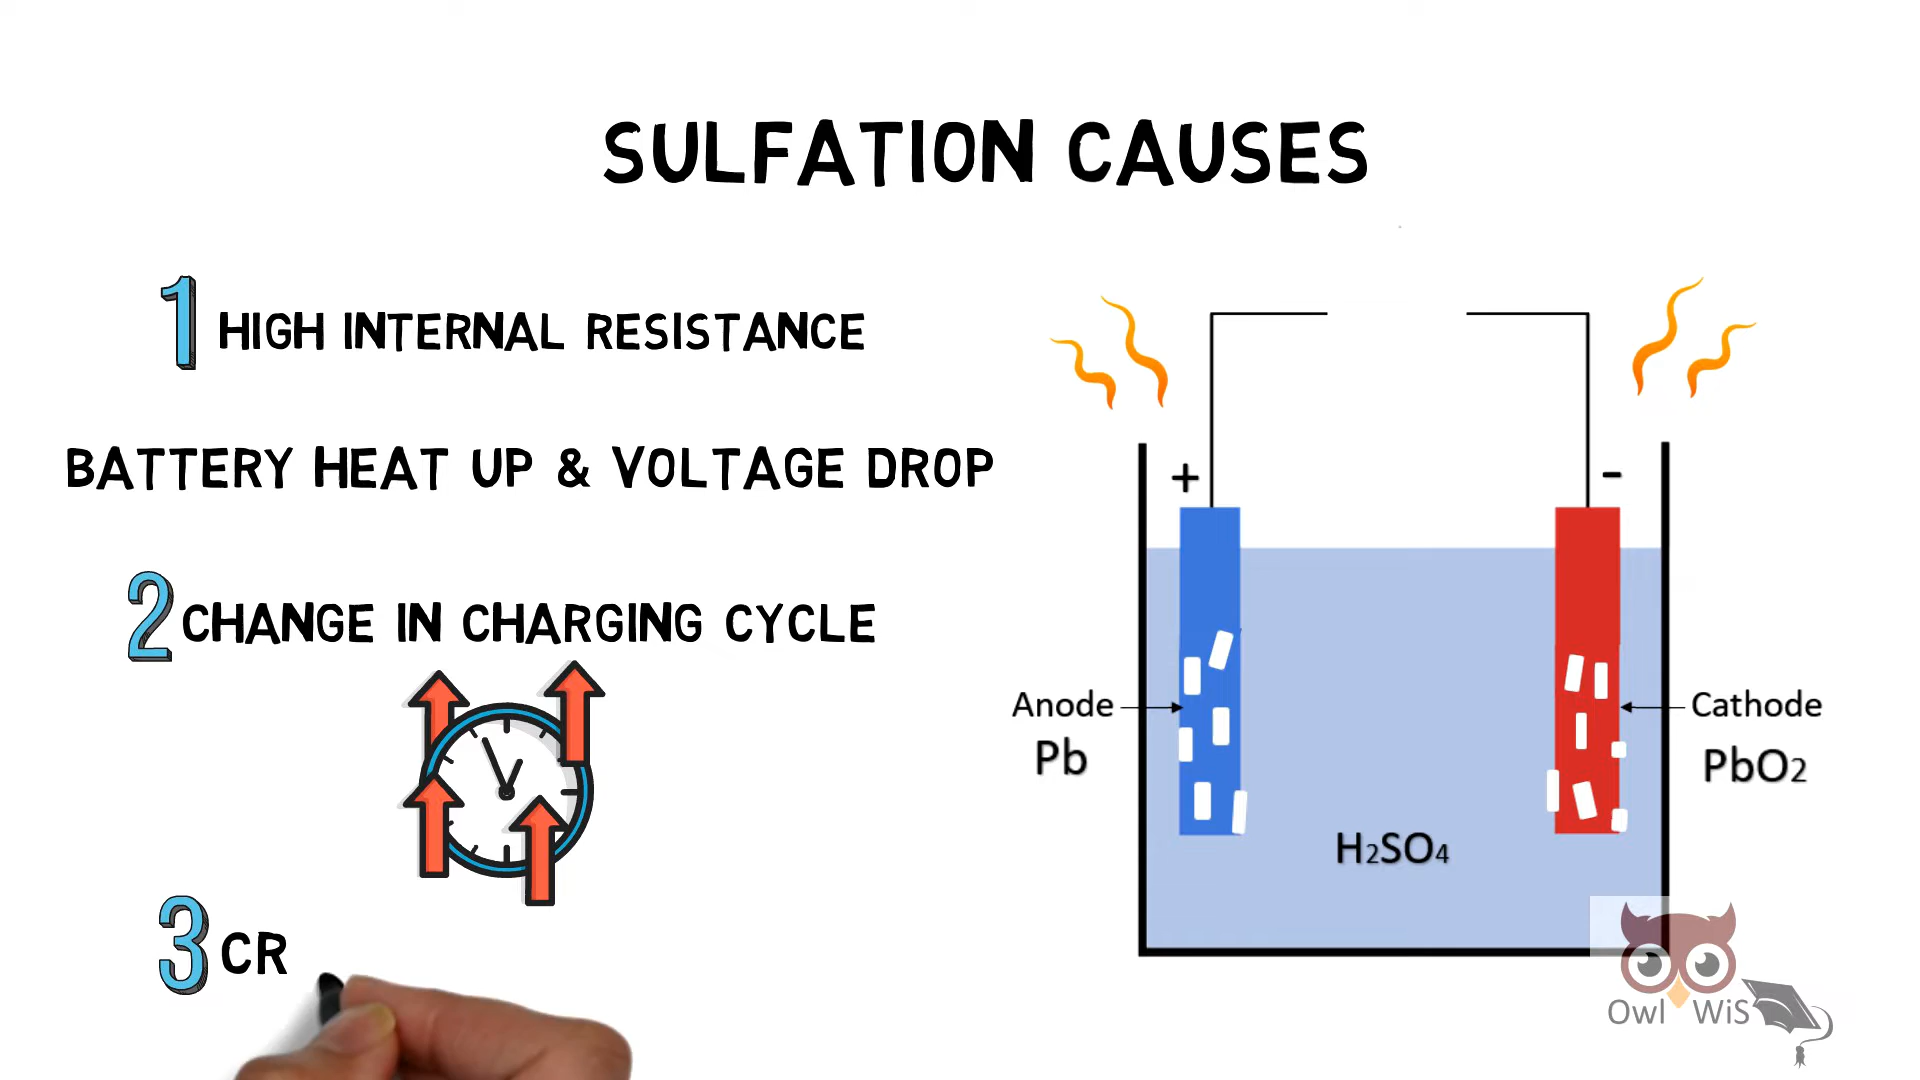 SULFATION CAUSES
1 HIGH INTERNAL RESISTANCE
BATTERY HEAT UP & VOLTAGE DROP
2 CHANGE IN CHARGING CYCLE
3 CR
+ -
Anode
Pb
Cathode
PbO2
H2SO4
Owl WiS